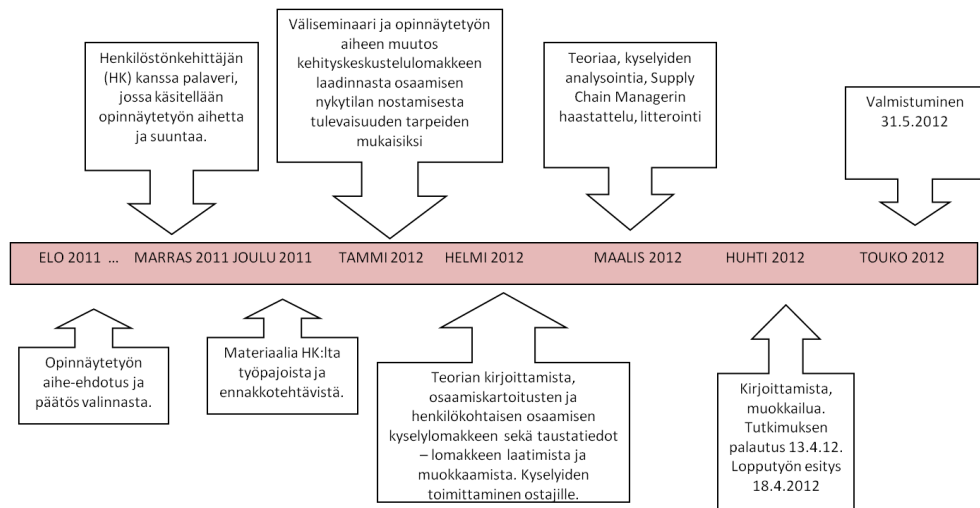 Henkilöstönkehittäjän
(HK) kanssa palaveri,
jossa käsitellään
opinnäytetyön aihetta
ja suuntaa.
Väliseminaari ja opinnäytetyön
aiheen muutos
kehityskeskustelulomakkeen
laadinnasta osaamisen
nykytilan nostamisesta
tulevaisuuden tarpeiden
mukaisiksi
Teoriaa, kyselyiden
analysointia, Supply
Chain Managerin
haastattelu, litterointi
Valmistuminen
31.5.2012
ELO 2011 ... MARRAS 2011 JOULU 2011 TAMMI 2012 HELMI 2012 MAALIS 2012 HUHTI 2012 TOUKO 2012
Opinnäytetyön
aihe-ehdotus ja
päätös valinnasta.
Materiaalia HK:lta
työpajoista ja
ennakkotehtävistä.
Teorian kirjoittamista,
osaamiskartoitusten ja
henkilökohtaisen osaamisen
kyselylomakkeen sekä taustatiedot
– lomakkeen laatimista ja
muokkaamista. Kyselyiden
toimittaminen ostajille.
Kirjoittamista,
muokkailua.
Tutkimuksen
palautus 13.4.12.
Lopputyön esitys
18.4.2012